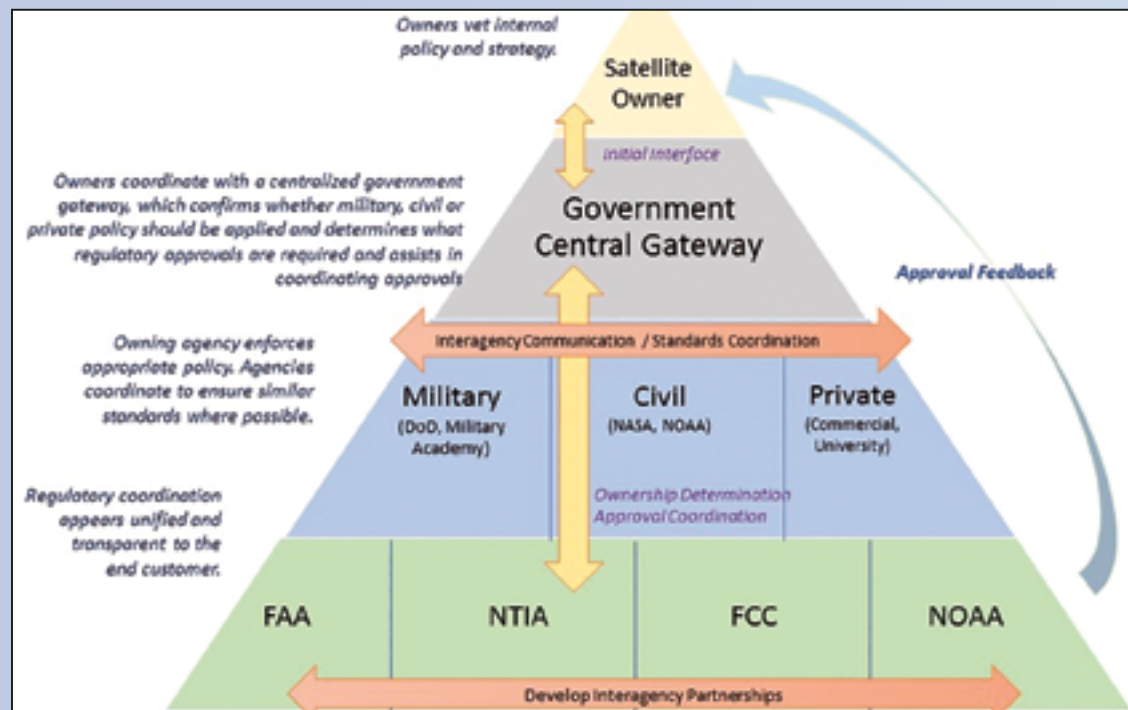 Owners vet internal
policy and strategy.
Satellite
Owner
Initial Interface
Owners coordinate with a centralized government
gateway, which confirms whether military, civil or
private policy should be applied and determines what
regulatory approvals are required and assists in
coordinating approvals
Government
Central Gateway
Approval Feedback
Interagency Communication / Standards Coordination
Owning agency enforces
appropriate policy. Agencies
coordinate to ensure similar
standards where possible.
Military
(DoD, Military
Academy)
Civil
(NASA, NOAA)
Private
(Commercial,
University)
Regulatory coordination
appears unified and
transparent to the
end customer.
Ownership Determination
Approval Coordination
FAA
NTIA
FCC
NOAA
Develop Interagency Partnerships